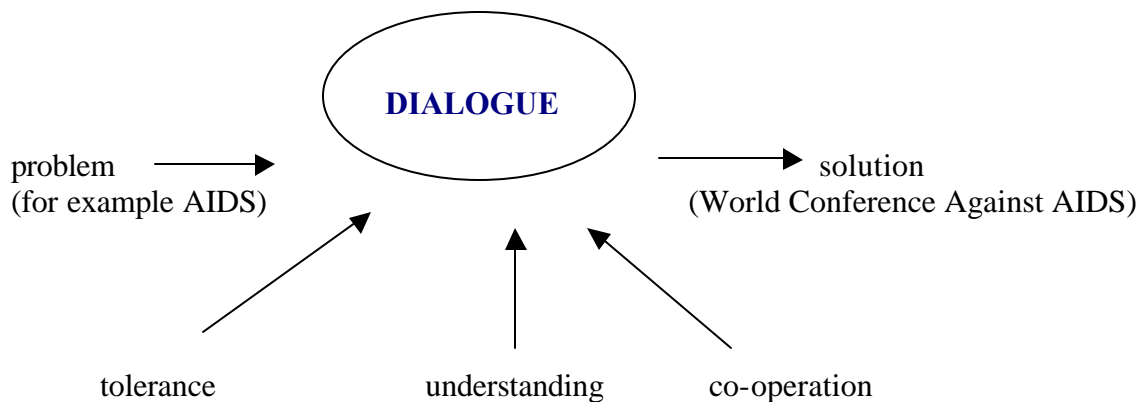 DIALOGUE
problem
(for example AIDS)
solution
(World Conference Against AIDS)
tolerance
understanding
co-operation